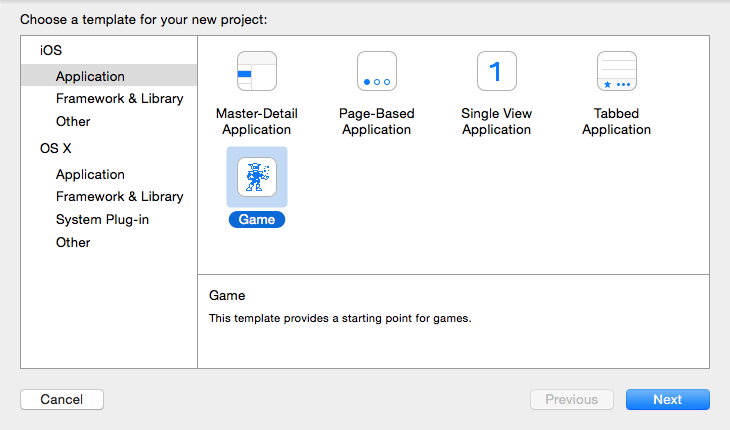 Choose a template for your new project:
iOS
Application
Framework & Library
Other
OS X
Application
Framework & Library
System Plug-in
Other
Master-Detail
Application
Page-Based
Application
1
Single View
Application
Tabbed
Application
Game
Game
This template provides a starting point for games.
Cancel
Previous
Next